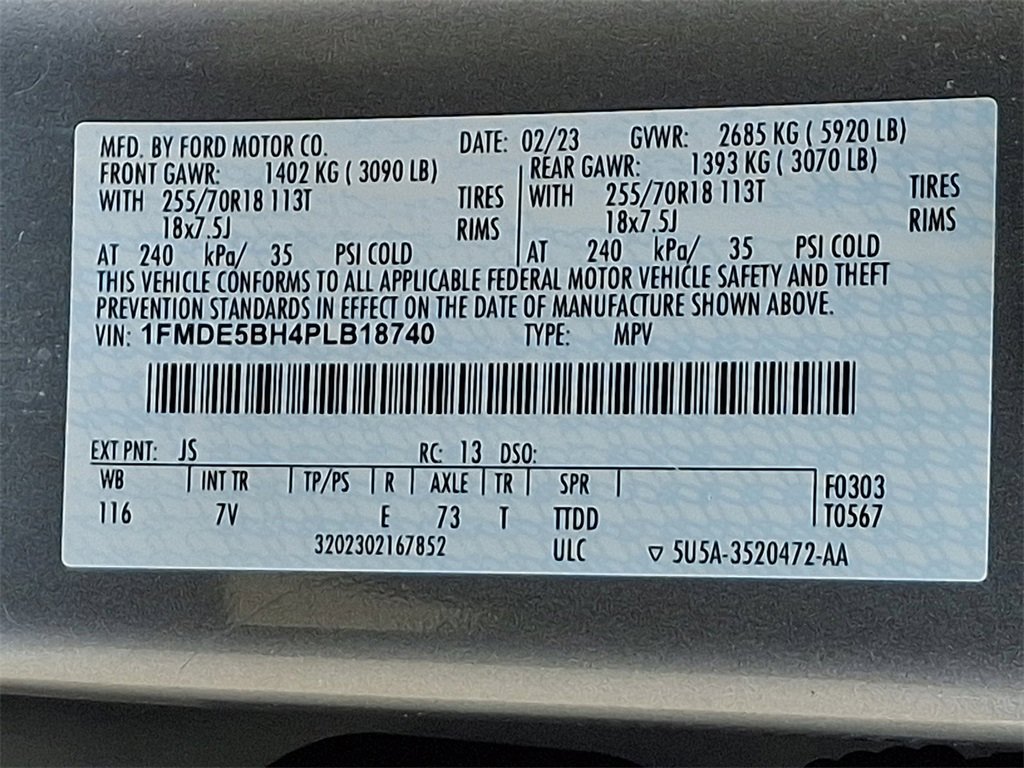 MFD. BY FORD MOTOR CO. DATE: 02/23 GVWR: 2685 KG ( 5920 LB)
FRONT GAWR: 1402 KG ( 3090 LB) REAR GAWR: 1393 KG ( 3070 LB)
WITH 255/70R18 113T TIRES WITH 255/70R18 113T TIRES
18x7.5J RIMS 18x7.5J RIMS
AT 240 kPa/ 35 PSI COLD AT 240 kPa/ 35 PSI COLD
THIS VEHICLE CONFORMS TO ALL APPLICABLE FEDERAL MOTOR VEHICLE SAFETY AND THEFT
PREVENTION STANDARDS IN EFFECT ON THE DATE OF MANUFACTURE SHOWN ABOVE.
VIN: 1FMDE5BH4PLB18740 TYPE: MPV
EXT PNT: JS RC: 13 DSO:
WB INT TR TP/PS R AXLE TR SPR F0303
116 7V E 73 T TTDD T0567
3202302167852 ULC ▽ 5U5A-3520472-AA